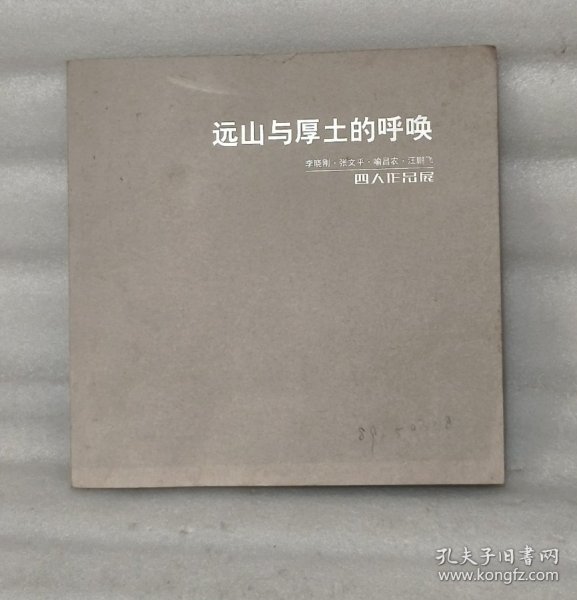 远山与厚土的呼唤
李晓刚·张文平·喻昌农·汪鹏飞
四人作品展
孔夫子旧書网
www.kongfz.com